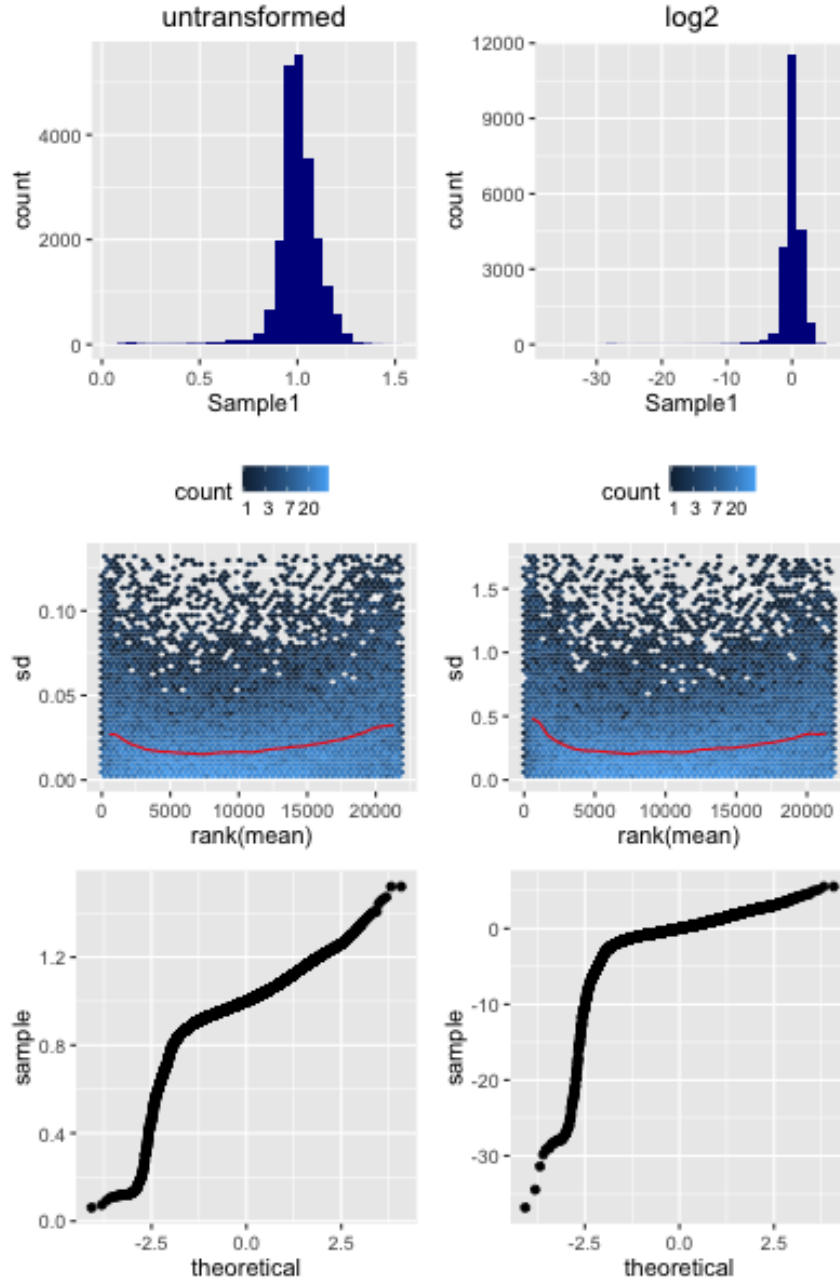 untransformed
log2
count
4000
2000
0
0.0 0.5 1.0 1.5
Sample1
count
12000
9000
6000
3000
0
-30 -20 -10 0
Sample1
count
1 3 7 20
count
1 3 7 20
sd
0.10
0.05
0.00
0 5000 10000 15000 20000
rank(mean)
sd
1.5
1.0
0.5
0.0
0 5000 10000 15000 20000
rank(mean)
sample
1.2
0.8
0.4
0.0
-2.5 0.0 2.5
theoretical
sample
0
-10
-20
-30
-2.5 0.0 2.5
theoretical